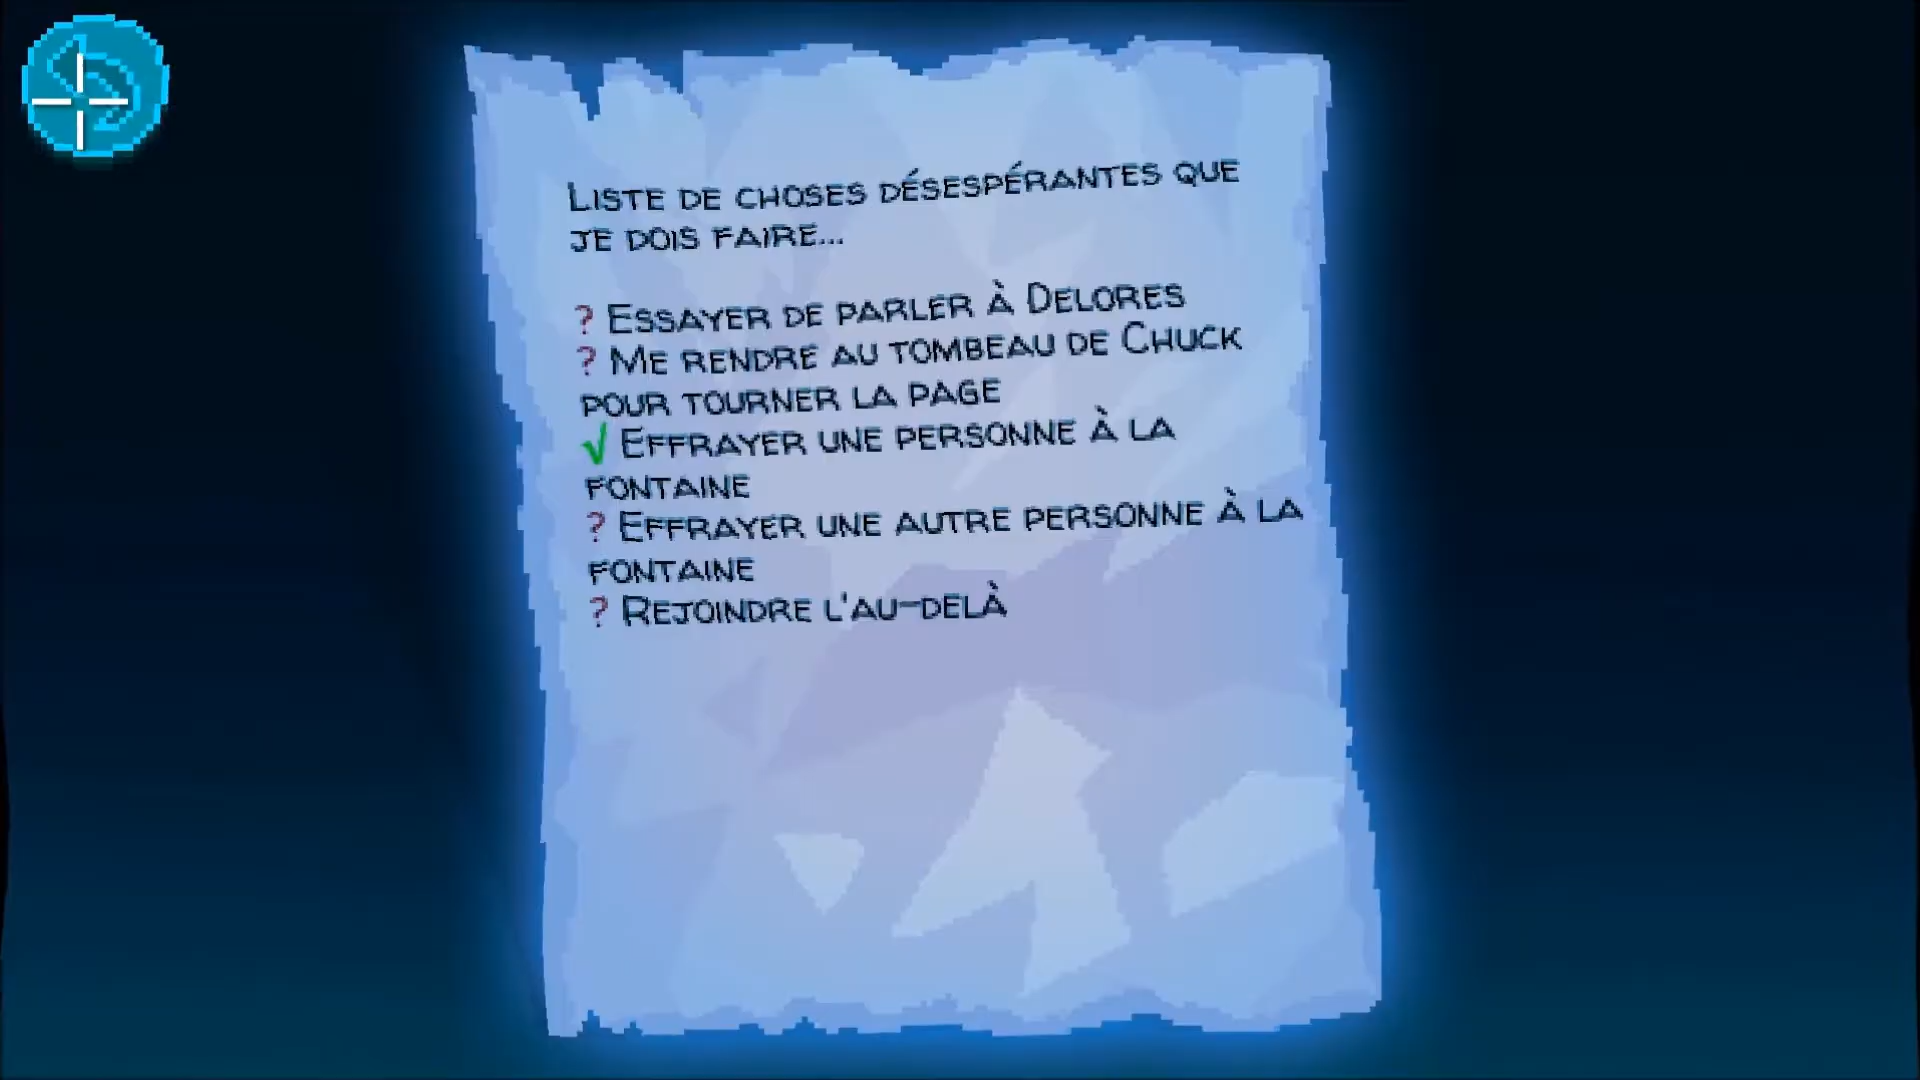 Liste de choses désespérantes que
je dois faire...
? Essayer de parler à Delores
? Me rendre au tombeau de Chuck
pour tourner la page
√ Effrayer une personne à la
fontaine
? Effrayer une autre personne à la
fontaine
? Rejoindre l'au-delà